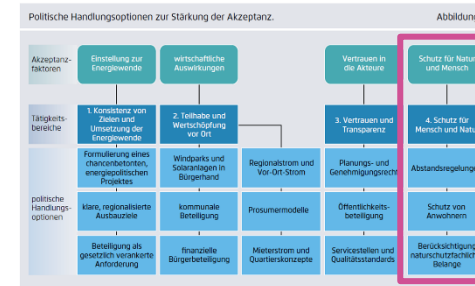 Politische Handlungsoptionen zur Stärkung der Akzeptanz.
Abbildung
Akzeptanz-
faktoren
Einstellung zur
Energiewende
wirtschaftliche
Auswirkungen
Vertrauen in
die Akteure
Schutz für Natur
und Mensch
Tätigkeits-
bereiche
1. Konsistenz von
Zielen und
Umsetzung der
Energiewende
2. Teilhabe und
Wertschöpfung
vor Ort
3. Vertrauen und
Transparenz
4. Schutz für
Mensch und Natu
politische
Handlungs-
optionen
Formulierung eines
chancenbetonten,
energiepolitischen
Projektes
Windparks und
Solaranlagen in
Bürgerhand
Regionalstrom und
Vor-Ort-Strom
Planungs- und
Genehmigungsrecht
Abstandsregelunge
klare, regionalisierte
Ausbauziele
kommunale
Beteiligung
Prosumermodelle
Öffentlichkeits-
beteiligung
Schutz von
Anwohnern
Beteiligung als
gesetzlich verankerte
Anforderung
finanzielle
Bürgerbeteiligung
Mieterstrom und
Quartierskonzepte
Servicestellen und
Qualitätsstandards
Berücksichtigung
naturschutzfachlich
Belange